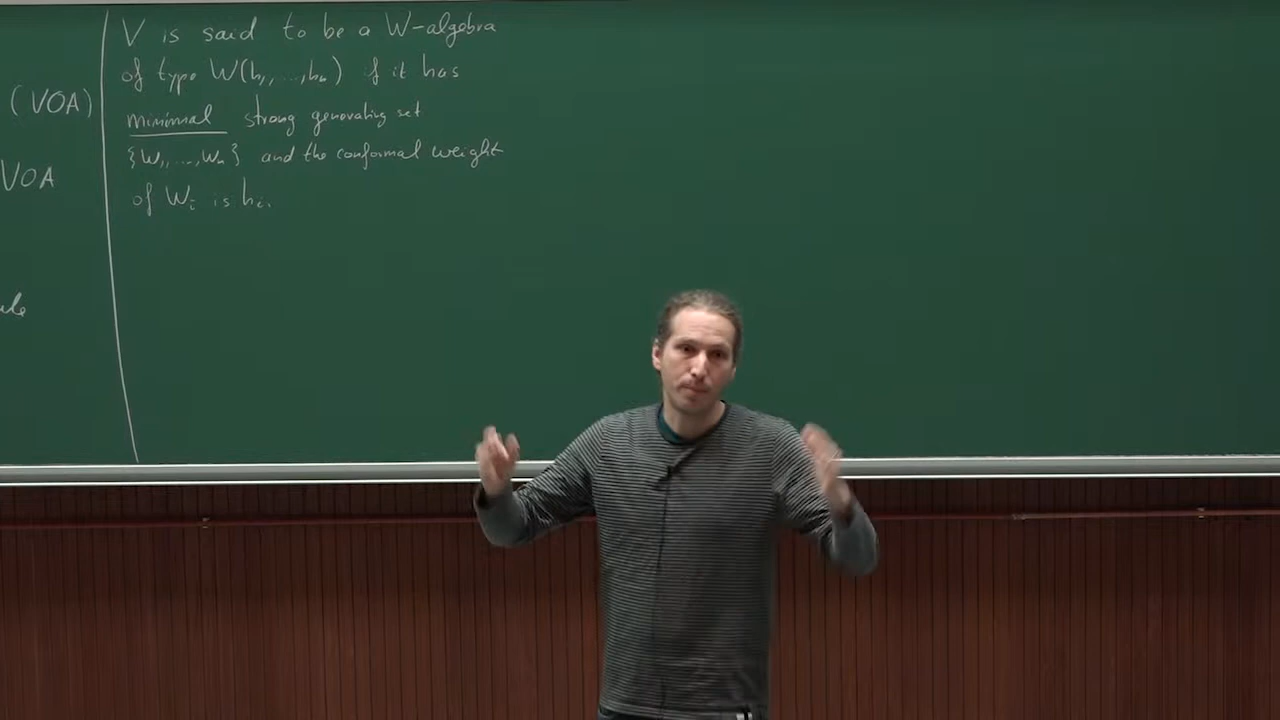 (VOA)
VOA
V is said to be a W-algebra
of type W(h₁,...,hₙ) if it has
minimal strong generating set
{W₁,...,Wₙ} and the conformal weight
of Wᵢ is hᵢ.